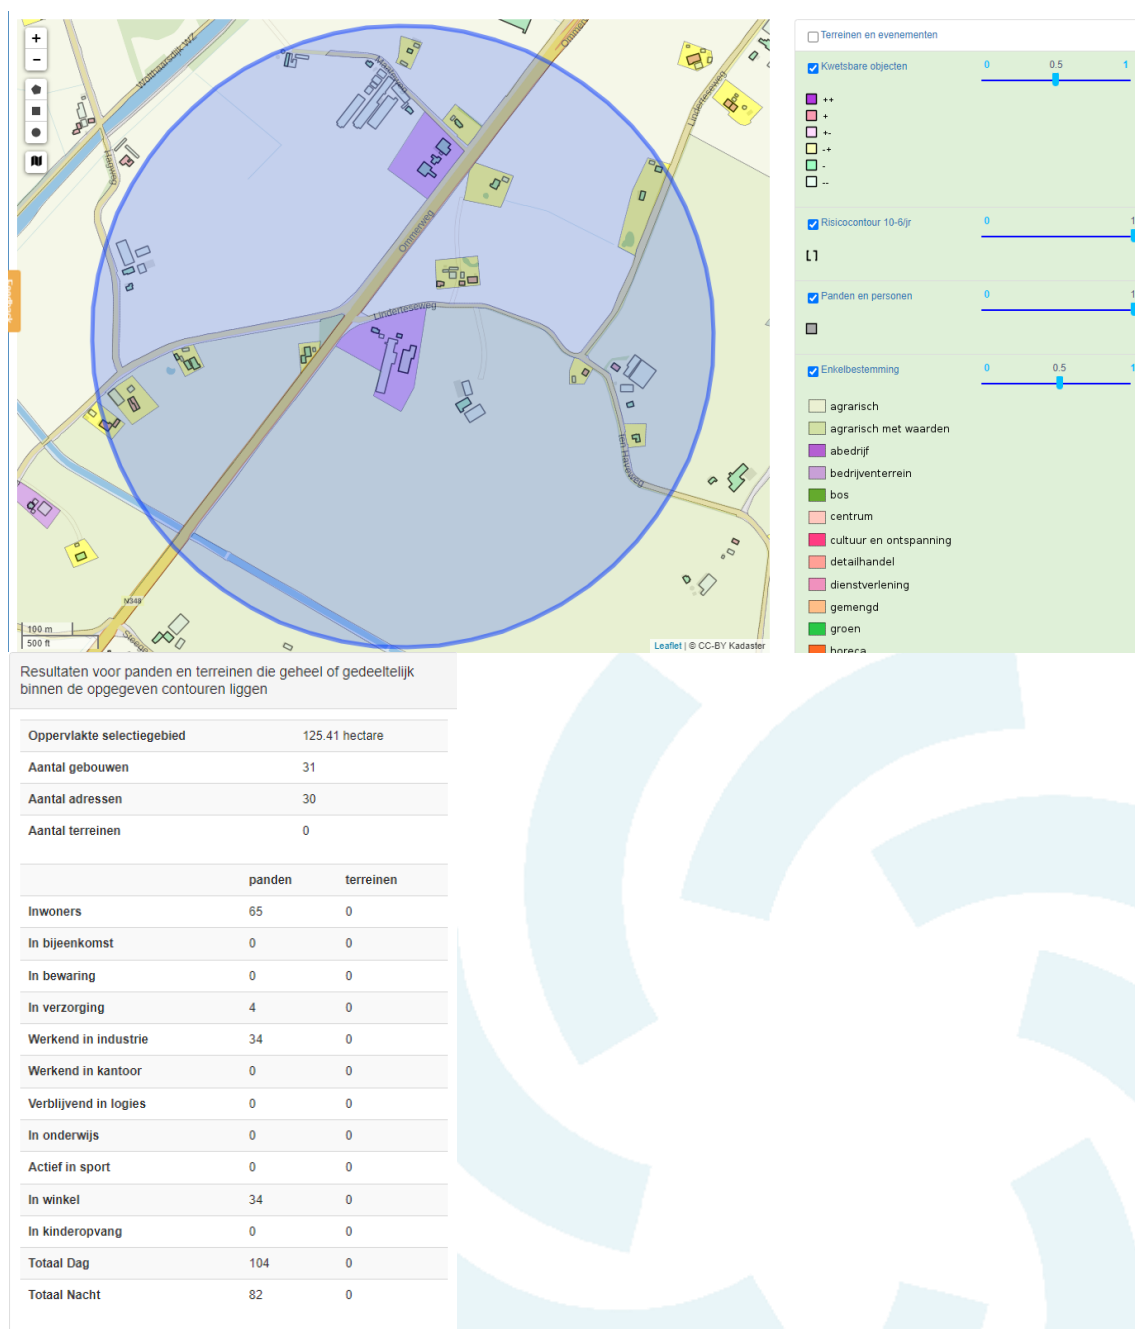 +
−
Wolthaarsdijk WZ
Hagweg
Maneweg
Ommerweg
Linderteseweg
Linderteseweg
ten Haveweg
N348
100 m
500 ft
Leaflet | © CC-BY Kadaster
Terreinen en evenementen
Kwetsbare objecten 0 0.5 1
++
+
+-
-+
-
--
Risicocontour 10-6/jr 0 1
Panden en personen 0 1
Enkelbestemming 0 0.5 1
agrarisch
agrarisch met waarden
abedrijf
bedrijventerrein
bos
centrum
cultuur en ontspanning
detailhandel
dienstverlening
gemengd
groen
horeca
Resultaten voor panden en terreinen die geheel of gedeeltelijk
binnen de opgegeven contouren liggen
Oppervlakte selectiegebied 125.41 hectare
Aantal gebouwen 31
Aantal adressen 30
Aantal terreinen 0
panden terreinen
Inwoners 65 0
In bijeenkomst 0 0
In bewaring 0 0
In verzorging 4 0
Werkend in industrie 34 0
Werkend in kantoor 0 0
Verblijvend in logies 0 0
In onderwijs 0 0
Actief in sport 0 0
In winkel 34 0
In kinderopvang 0 0
Totaal Dag 104 0
Totaal Nacht 82 0